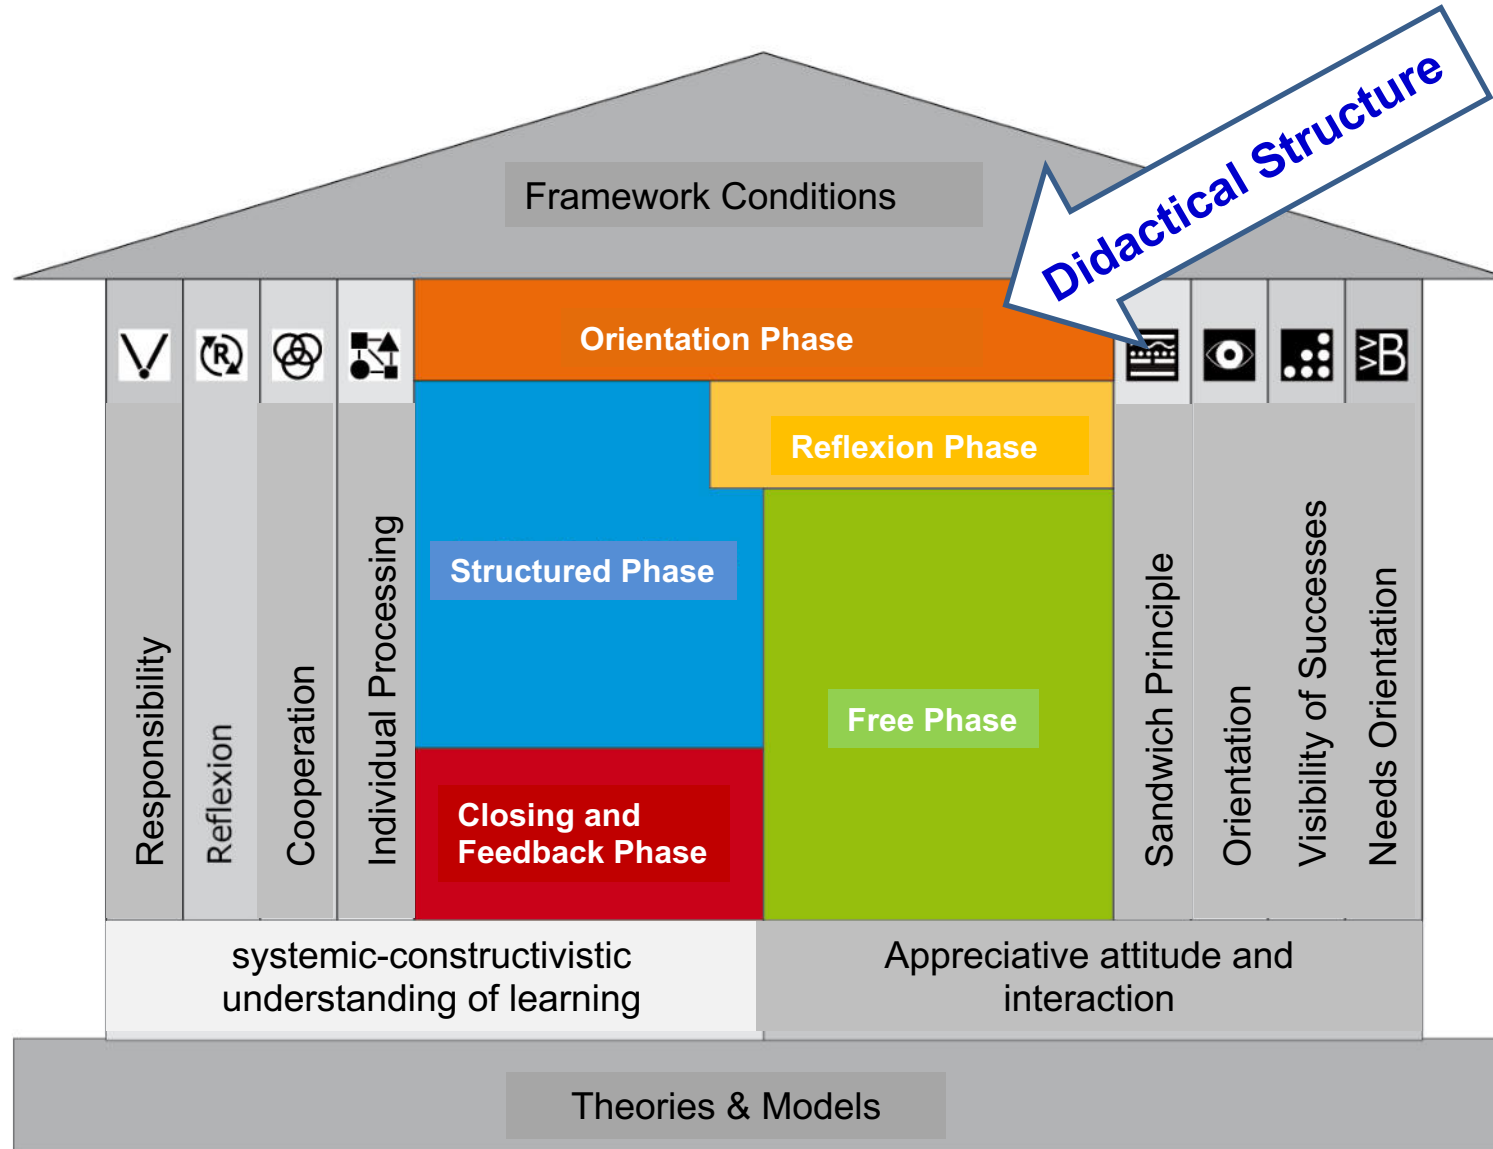 Didactical Structure
Framework Conditions
Orientation Phase
R
>>>B
Reflexion Phase
Structured Phase
Free Phase
Closing and
Feedback Phase
Responsibility
Reflexion
Cooperation
Individual Processing
Sandwich Principle
Orientation
Visibility of Successes
Needs Orientation
systemic-constructivistic
understanding of learning
Appreciative attitude and
interaction
Theories & Models